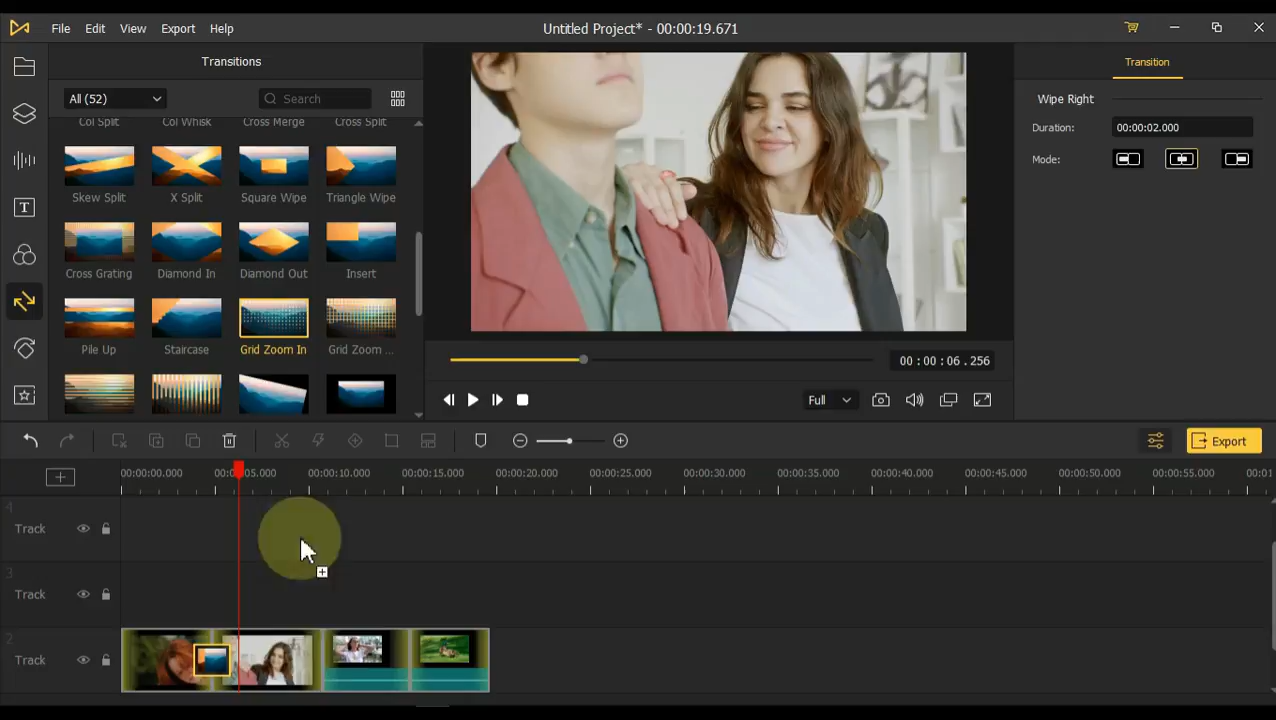 File Edit View Export Help
Untitled Project* - 00:00:19.671
Transitions
All (52)
Search
Col Split Col Whisk Cross Merge Cross Split
Skew Split X Split Square Wipe Triangle Wipe
Cross Grating Diamond In Diamond Out Insert
Pile Up Staircase Grid Zoom In Grid Zoom ...
00:00:06.256
Full
Transition
Wipe Right
Duration: 00:00:02.000
Mode:
Export
00:00:00.000 00:00:05.000 00:00:10.000 00:00:15.000 00:00:20.000 00:00:25.000 00:00:30.000 00:00:35.000 00:00:40.000 00:00:45.000 00:00:50.000 00:00:55.000 00:01
4
Track
3
Track
2
Track